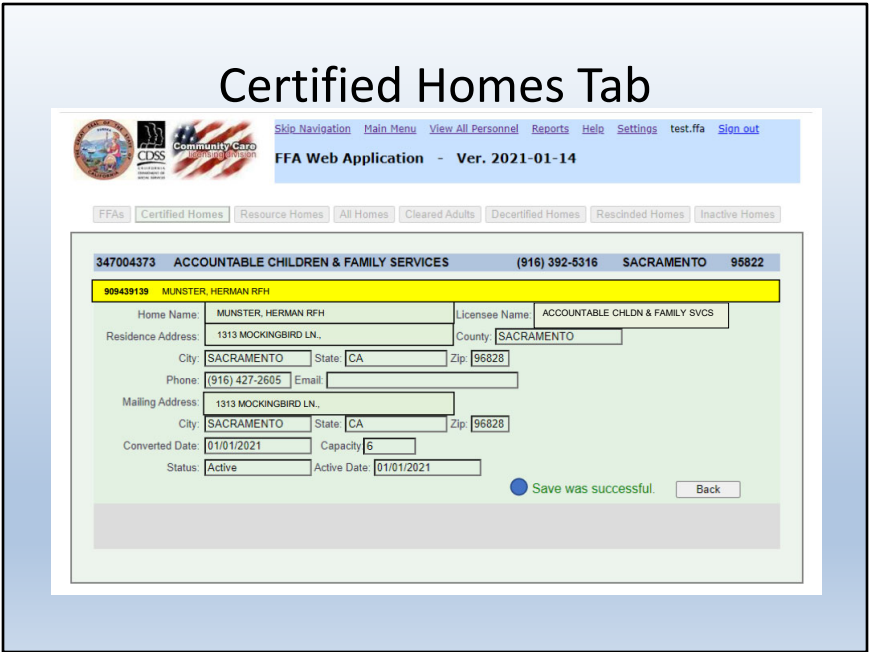 Certified Homes Tab
CDSS
Community Care
licensing division
Skip Navigation Main Menu View All Personnel Reports Help Settings test.ffa Sign out
FFA Web Application - Ver. 2021-01-14
FFAs Certified Homes Resource Homes All Homes Cleared Adults Decertified Homes Rescinded Homes Inactive Homes
347004373 ACCOUNTABLE CHILDREN & FAMILY SERVICES (916) 392-5316 SACRAMENTO 95822
909439139 MUNSTER, HERMAN RFH
Home Name: MUNSTER, HERMAN RFH Licensee Name: ACCOUNTABLE CHLDN & FAMILY SVCS
Residence Address: 1313 MOCKINGBIRD LN., County: SACRAMENTO
City: SACRAMENTO State: CA Zip: 96828
Phone: (916) 427-2605 Email:
Mailing Address: 1313 MOCKINGBIRD LN.,
City: SACRAMENTO State: CA Zip: 96828
Converted Date: 01/01/2021 Capacity 6
Status: Active Active Date: 01/01/2021
Save was successful. Back